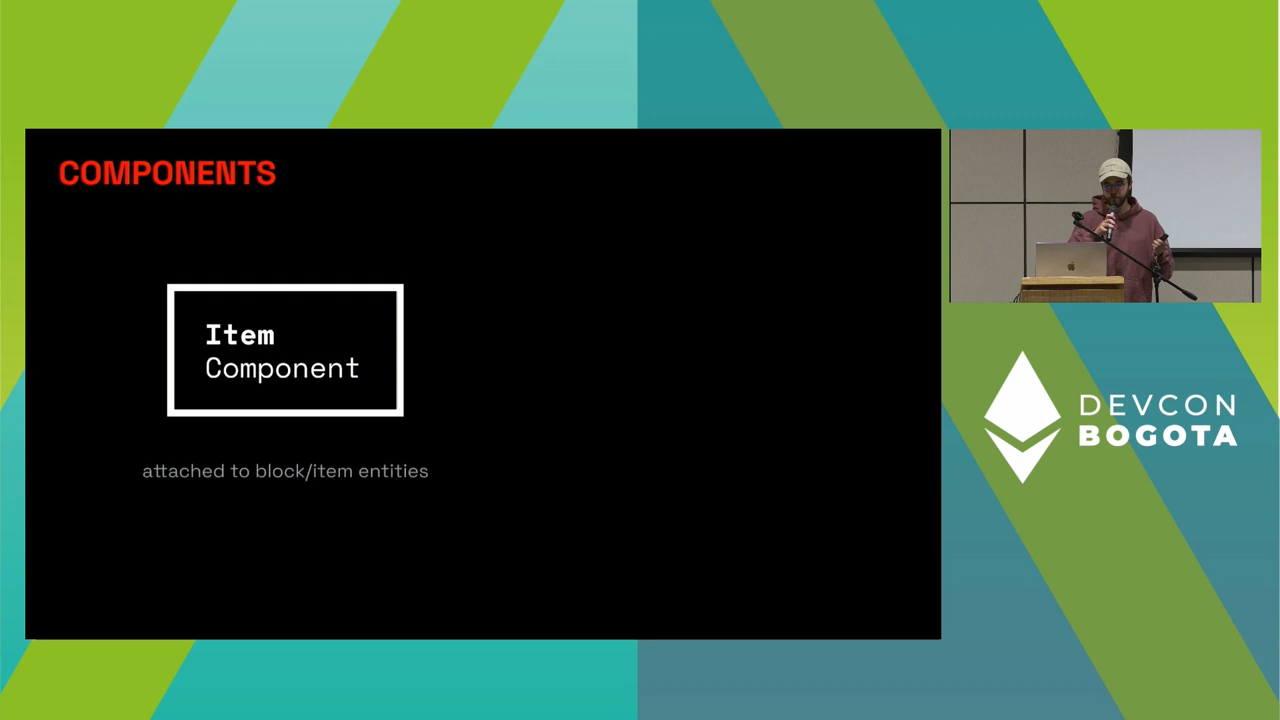 COMPONENTS
Item
Component
attached to block/item entities
DEVCON
BOGOTA